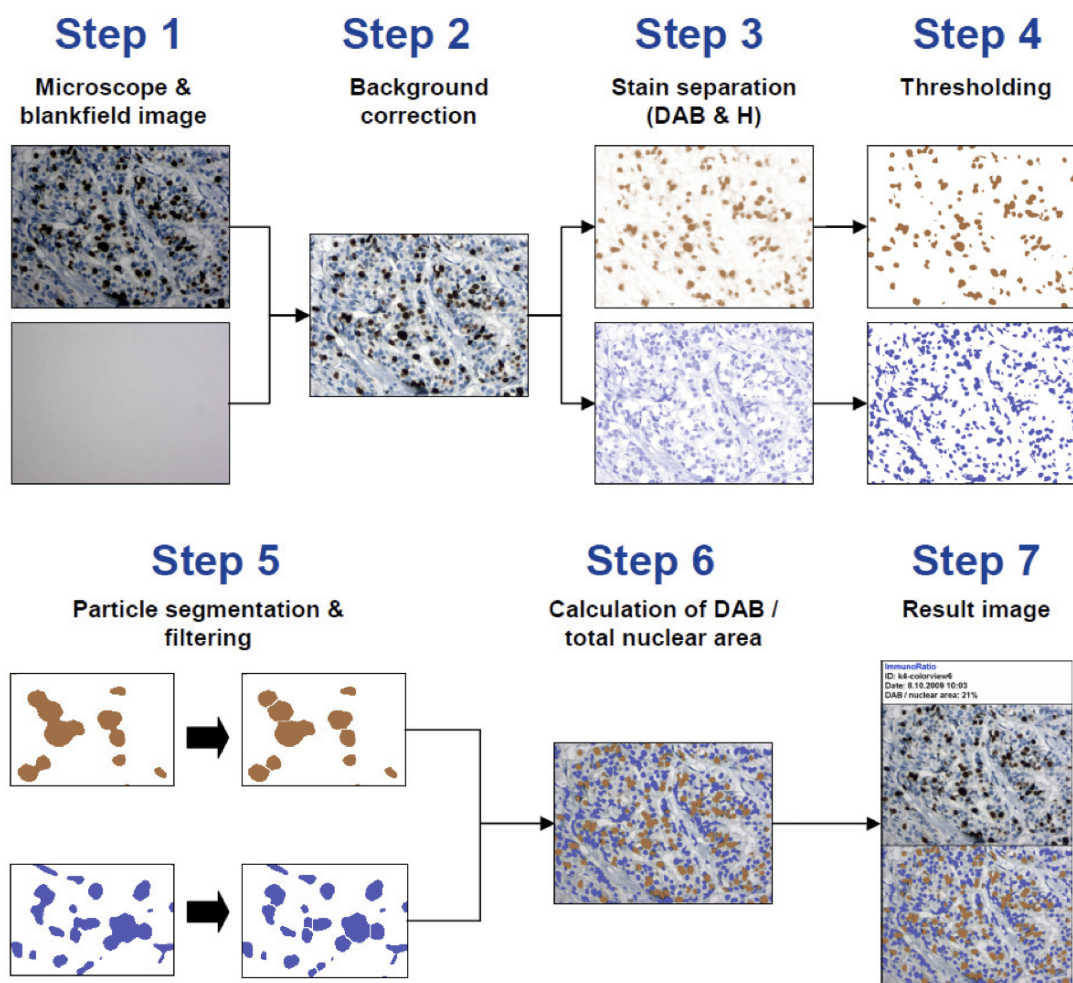 Step 1
Microscope &
blankfield image
Step 2
Background
correction
Step 3
Stain separation
(DAB & H)
Step 4
Thresholding
Step 5
Particle segmentation &
filtering
Step 6
Calculation of DAB /
total nuclear area
Step 7
Result image
ImmunoRatio
ID: k6-colorview6
Date: 8.10.2009 10:03
DAB / nuclear area: 21%